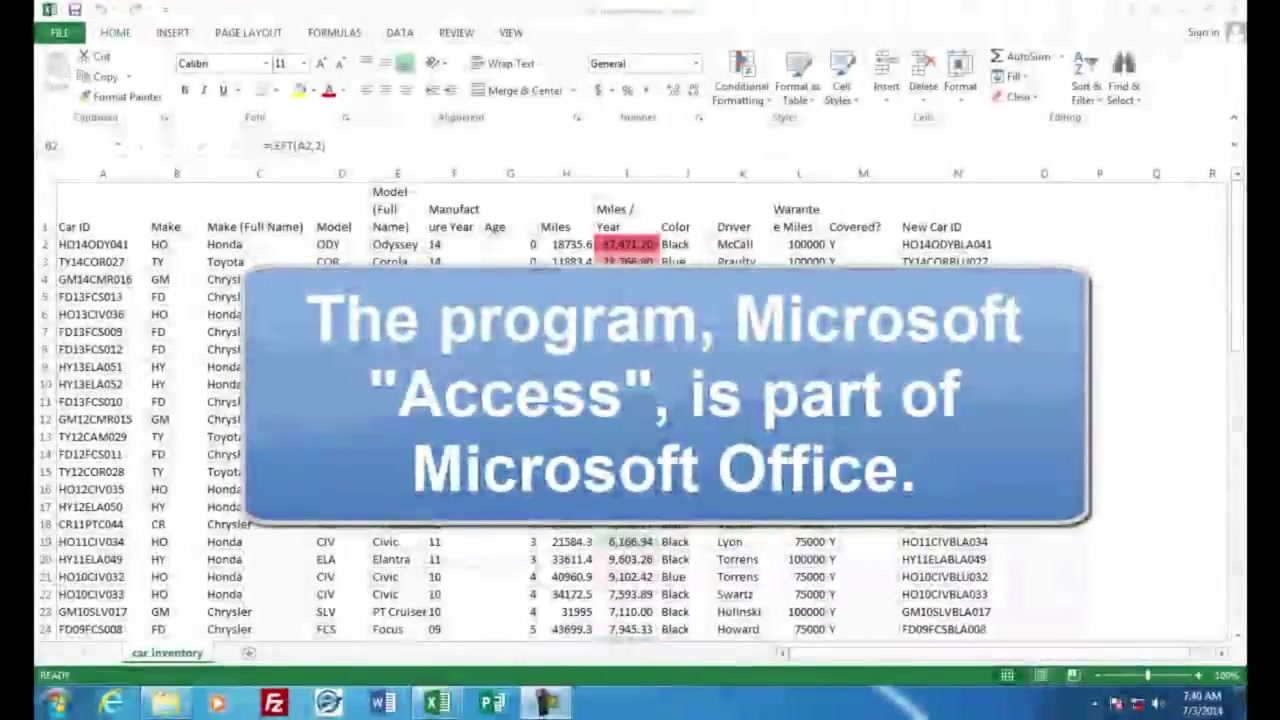 FILE HOME INSERT PAGE LAYOUT FORMULAS DATA REVIEW VIEW Sign in
Cut Calibri 11 Wrap Text General AutoSum
Copy Fill
Format Painter Merge & Center $ % Clear
Conditional Formatting Format as Table Cell Styles Insert Delete Format Sort & Filter Find & Select
Clipboard Font Alignment Number Styles Cells Editing
B2 =LEFT(A2,2)
A B C D E F G H I J K L M N O P Q R
1 Car ID Make Make (Full Name) Model Model (Full Name) Manufact ure Year Age Miles Miles / Year Color Driver Warante e Miles Covered? New Car ID
2 HO14ODY041 HO Honda ODY Odyssey 14 0 18735.6 37,471.20 Black McCall 100000 Y HO14ODYBLA041
3 TY14COR027 TY Toyota COR Corola 14 0 Blue 100000 Y TY14CORBLU027
4 GM14CMR016 GM Chrysl
5 FD13FCS013 FD Chrysl
6 HO13CIV036 HO Honda
7 FD13FCS009 FD Chrysl
8 FD13FCS012 FD Chrysl
9 HY13ELA051 HY
10 HY13ELA052 HY
11 FD13FCS010 FD Chrysl
12 GM12CMR015 GM Chrysl
13 TY12CAM029 TY Toyot
14 FD12FCS011 FD Chrysl
15 TY12COR028 TY Toyot
16 HO12CIV035 HO Honda
17 HY12ELA050 HY
18 CR11PTC044 CR Chrysler
The program, Microsoft
"Access", is part of
Microsoft Office.
19 HO11CIV034 HO Honda CIV Civic 11 3 21584.3 6,166.94 Black Lyon 75000 Y HO11CIVBLA034
20 HY11ELA049 HY Honda ELA Elantra 11 3 33611.4 9,603.26 Black Torrens 100000 Y HY11ELABLA049
21 HO10CIV032 HO Honda CIV Civic 10 4 40960.9 9,102.42 Blue Torrens 75000 Y HO10CIVBLU032
22 HO10CIV033 HO Honda CIV Civic 10 4 34172.5 7,593.89 Black Swartz 75000 Y HO10CIVBLA033
23 GM10SLV017 GM Chrysler SLV PT Cruiser 10 4 31995 7,110.00 Black Hulinski 100000 Y GM10SLVBLA017
24 FD09FCS008 FD Chrysler FCS Focus 09 5 43699.3 7,945.33 Black Howard 75000 Y FD09FCSBLA008
car inventory
READY 100%
7:40 AM
7/3/2014